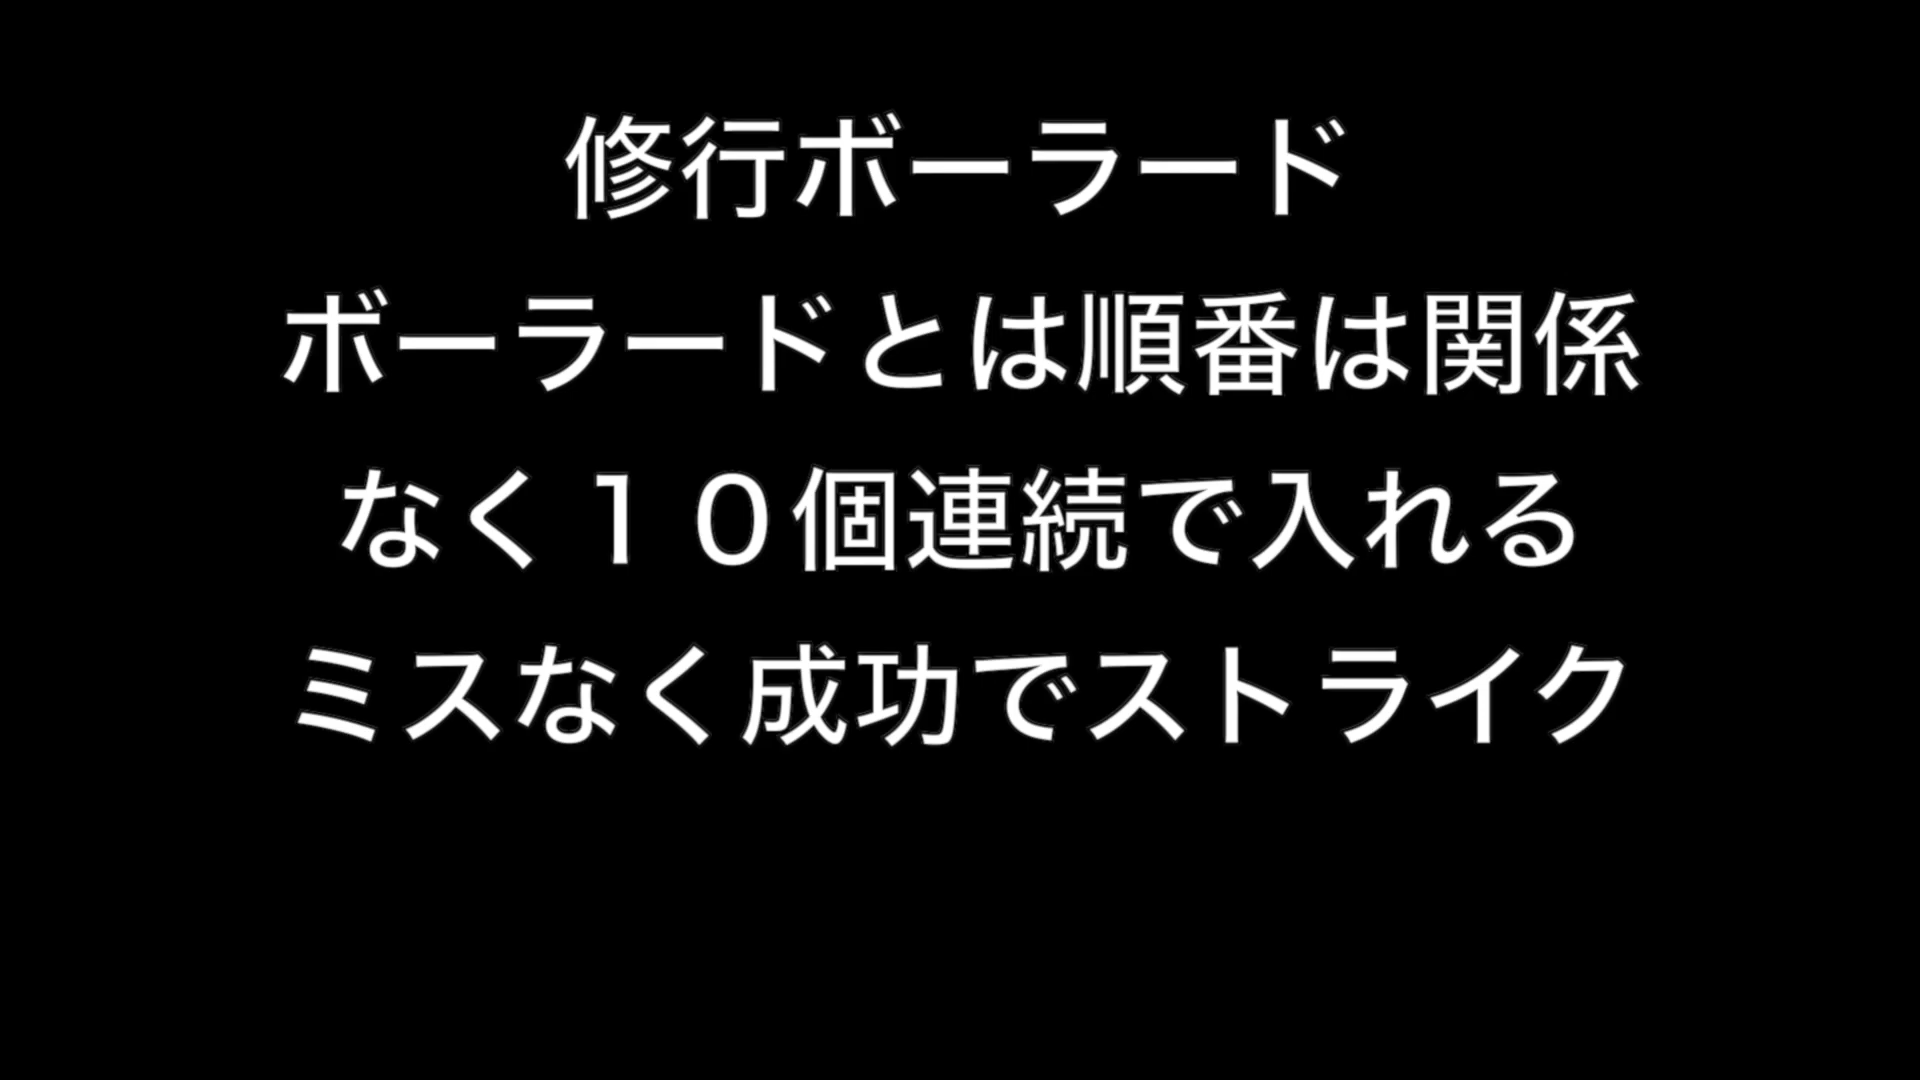 修行ボーラード
ボーラードとは順番は関係
なく１０個連続で入れる
ミスなく成功でストライク